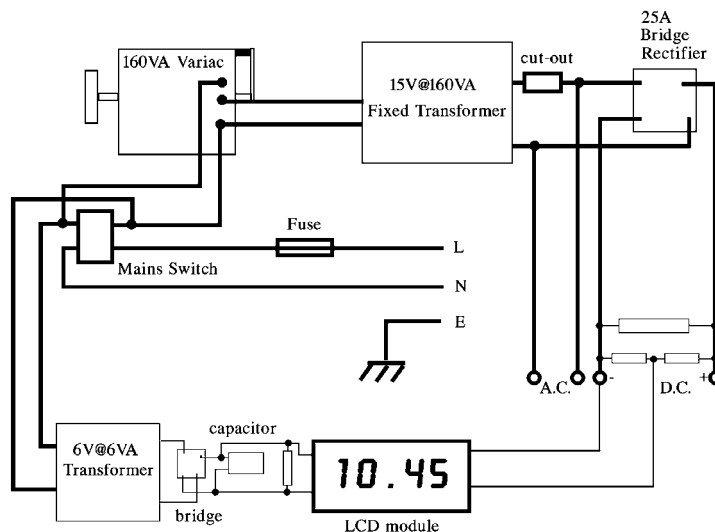 25A
Bridge
Rectifier
160VA Variac
cut-out
15V@160VA
Fixed Transformer
Fuse
L
Mains Switch
N
E
A.C.
-
D.C.
+
capacitor
6V@6VA
Transformer
10.45
bridge
LCD module